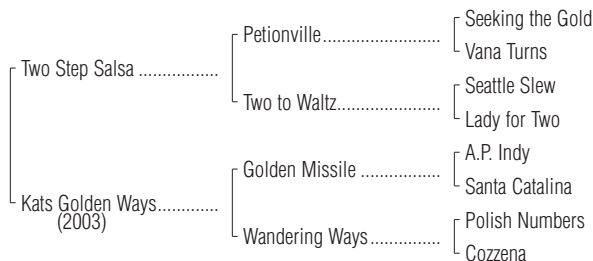 Seeking the Gold
Petionville........................
Vana Turns
Two Step Salsa ................
Seattle Slew
Two to Waltz.....................
Lady for Two
A.P. Indy
Golden Missile ................
Santa Catalina
Kats Golden Ways.............
(2003)
Polish Numbers
Wandering Ways..............
Cozzena